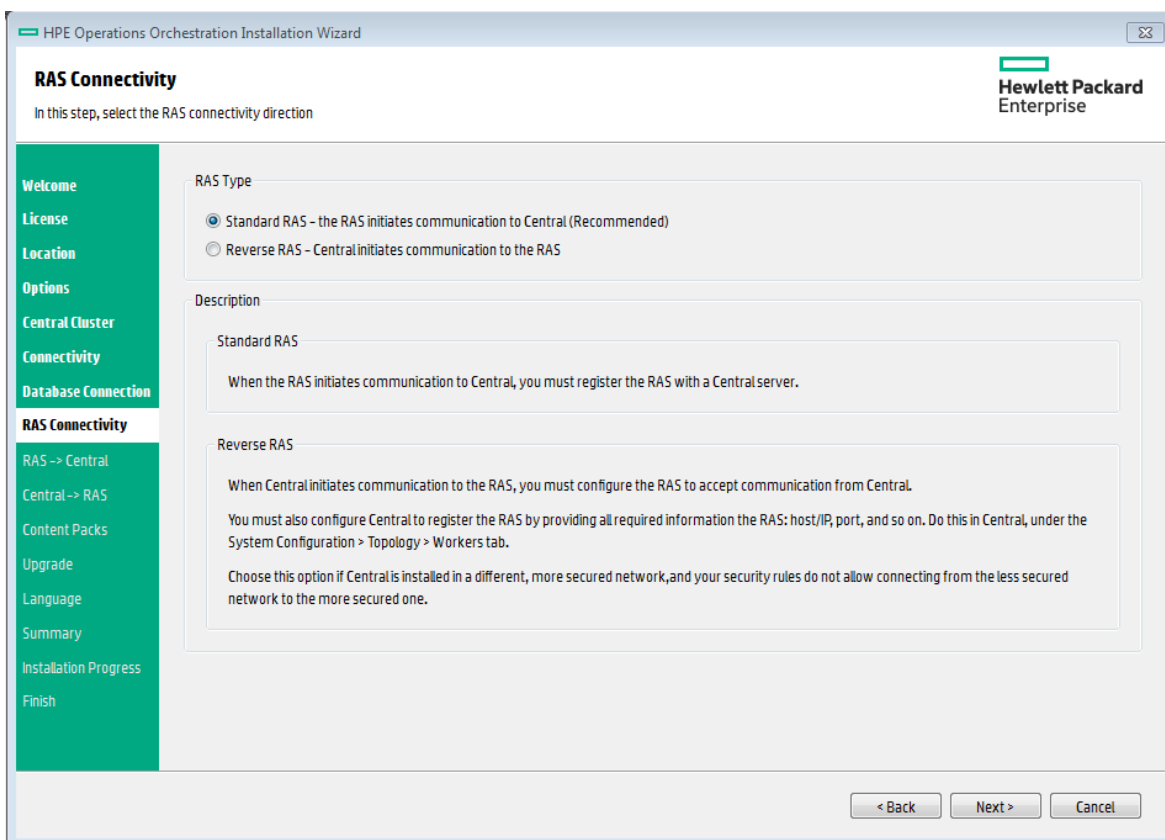 HPE Operations Orchestration Installation Wizard
RAS Connectivity
In this step, select the RAS connectivity direction
Hewlett Packard
Enterprise
Welcome
License
Location
Options
Central Cluster
Connectivity
Database Connection
RAS Connectivity
RAS -> Central
Central -> RAS
Content Packs
Upgrade
Language
Summary
Installation Progress
Finish
RAS Type
Standard RAS - the RAS initiates communication to Central (Recommended)
Reverse RAS - Central initiates communication to the RAS
Description
Standard RAS
When the RAS initiates communication to Central, you must register the RAS with a Central server.
Reverse RAS
When Central initiates communication to the RAS, you must configure the RAS to accept communication from Central.
You must also configure Central to register the RAS by providing all required information the RAS: host/IP, port, and so on. Do this in Central, under the
System Configuration > Topology > Workers tab.
Choose this option if Central is installed in a different, more secured network,and your security rules do not allow connecting from the less secured
network to the more secured one.
< Back
Next >
Cancel